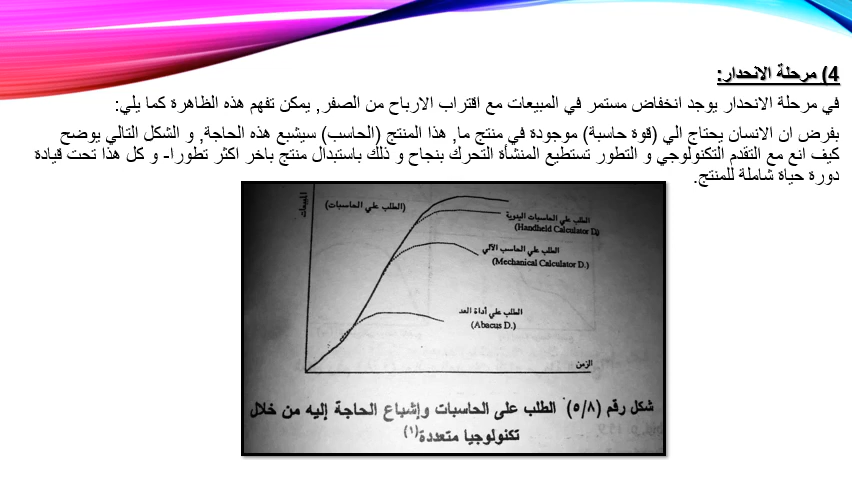 4) مرحلة الانحدار:
في مرحلة الانحدار يوجد انخفاض مستمر في المبيعات مع اقتراب الارباح من الصفر, يمكن تفهم هذه الظاهرة كما يلي:
بفرض ان الانسان يحتاج الي (قوة حاسبة) موجودة في منتج ما, هذا المنتج (الحاسب) سيشبع هذه الحاجة, و الشكل التالي يوضح
كيف انع مع التقدم التكنولوجي و التطور تستطيع المنشأة التحرك بنجاح و ذلك باستبدال منتج باخر اكثر تطورا- و كل هذا تحت قيادة
دورة حياة شاملة للمنتج.
المبيعات
(الطلب علي الحاسبات)
الطلب علي الحاسبات اليدوية
(Handheld Calculator D)
الطلب علي الحاسب الآلي
(Mechanical Calculator D.)
الطلب علي أداة العد
(Abacus D.)
الزمن
شكل رقم (٥/٨) الطلب على الحاسبات وإشباع الحاجة إليه من خلال
تكنولوجيا متعددة(١)